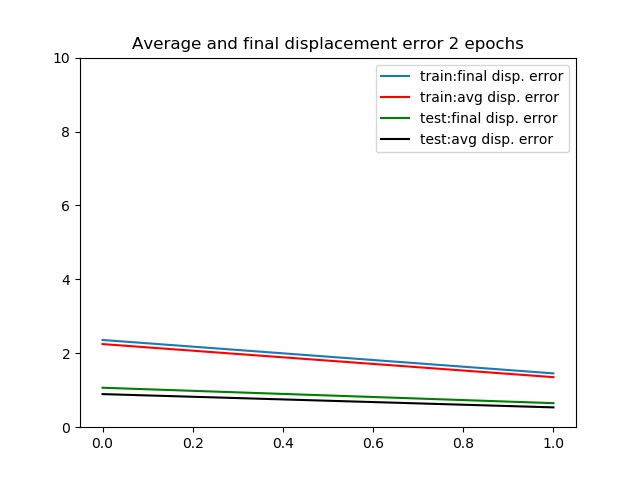 Average and final displacement error 2 epochs
10
8
6
4
2
0
train:final disp. error
train:avg disp. error
test:final disp. error
test:avg disp. error
0.0 0.2 0.4 0.6 0.8 1.0